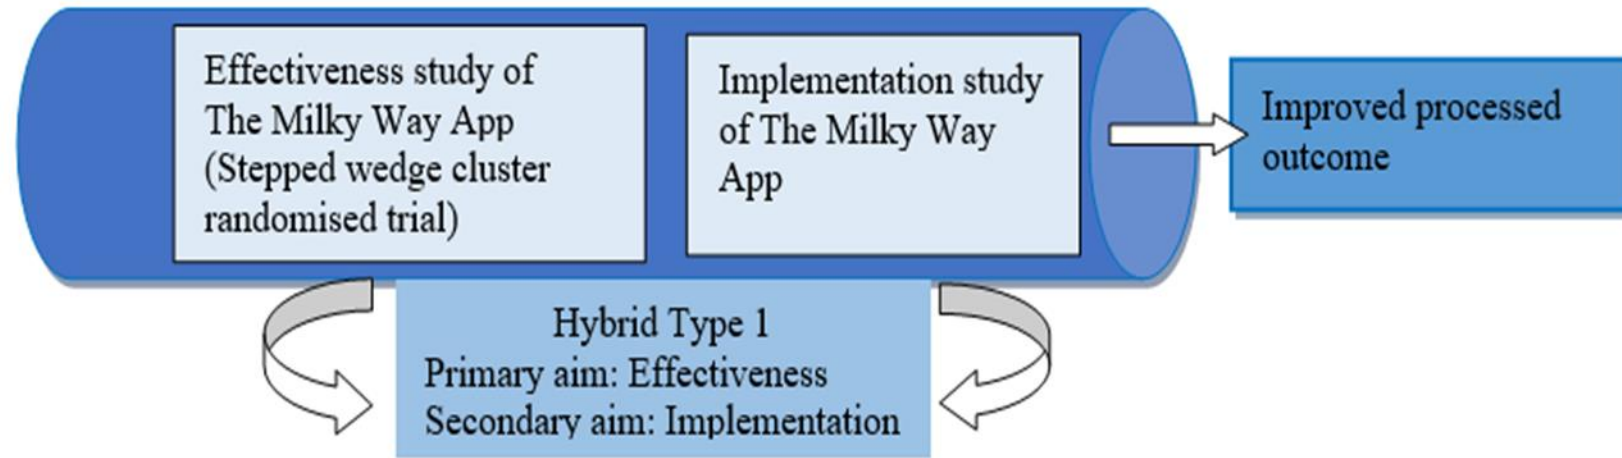 Effectiveness study of
The Milky Way App
(Stepped wedge cluster
randomised trial)
Implementation study
of The Milky Way
App
Improved processed
outcome
Hybrid Type 1
Primary aim: Effectiveness
Secondary aim: Implementation